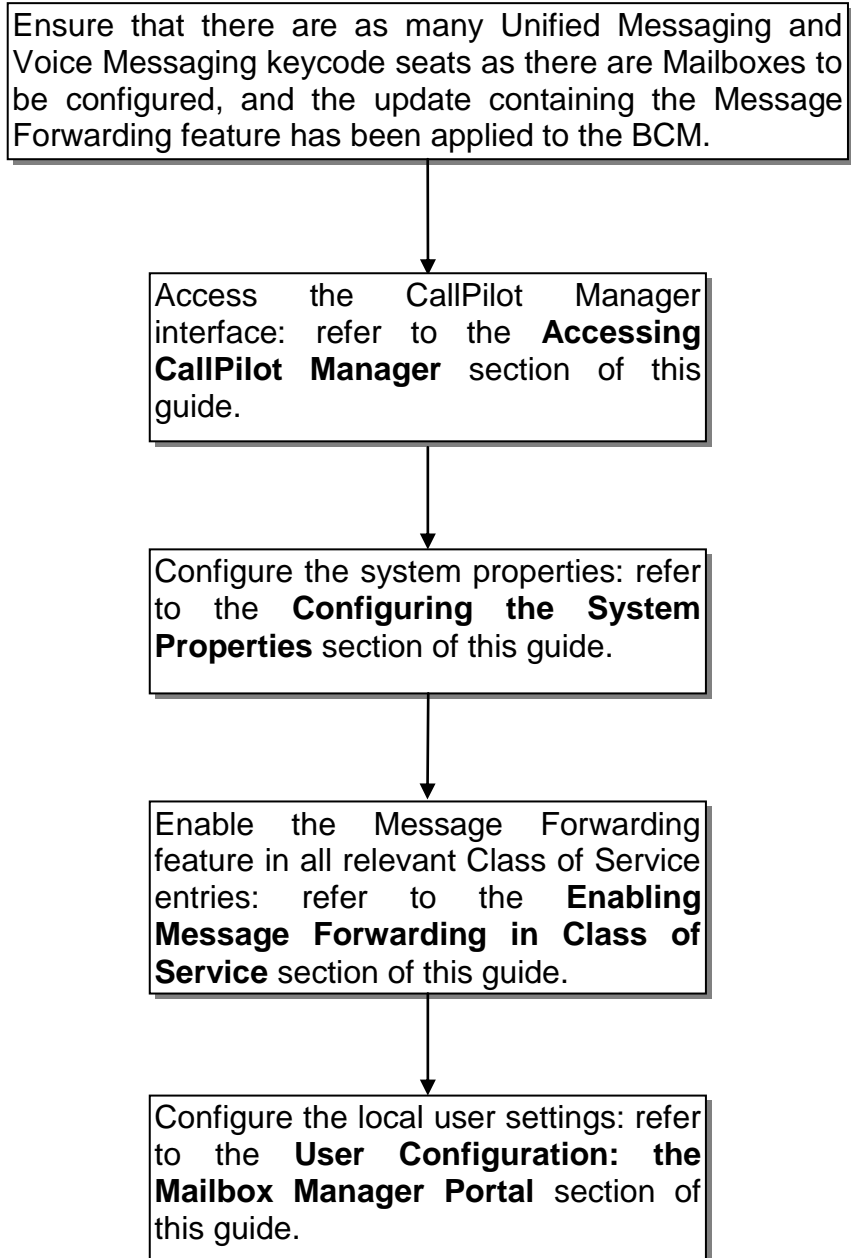 Ensure that there are as many Unified Messaging and
Voice Messaging keycode seats as there are Mailboxes to
be configured, and the update containing the Message
Forwarding feature has been applied to the BCM.
Access the CallPilot Manager
interface: refer to the Accessing
CallPilot Manager section of this
guide.
Configure the system properties: refer
to the Configuring the System
Properties section of this guide.
Enable the Message Forwarding
feature in all relevant Class of Service
entries: refer to the Enabling
Message Forwarding in Class of
Service section of this guide.
Configure the local user settings: refer
to the User Configuration: the
Mailbox Manager Portal section of
this guide.